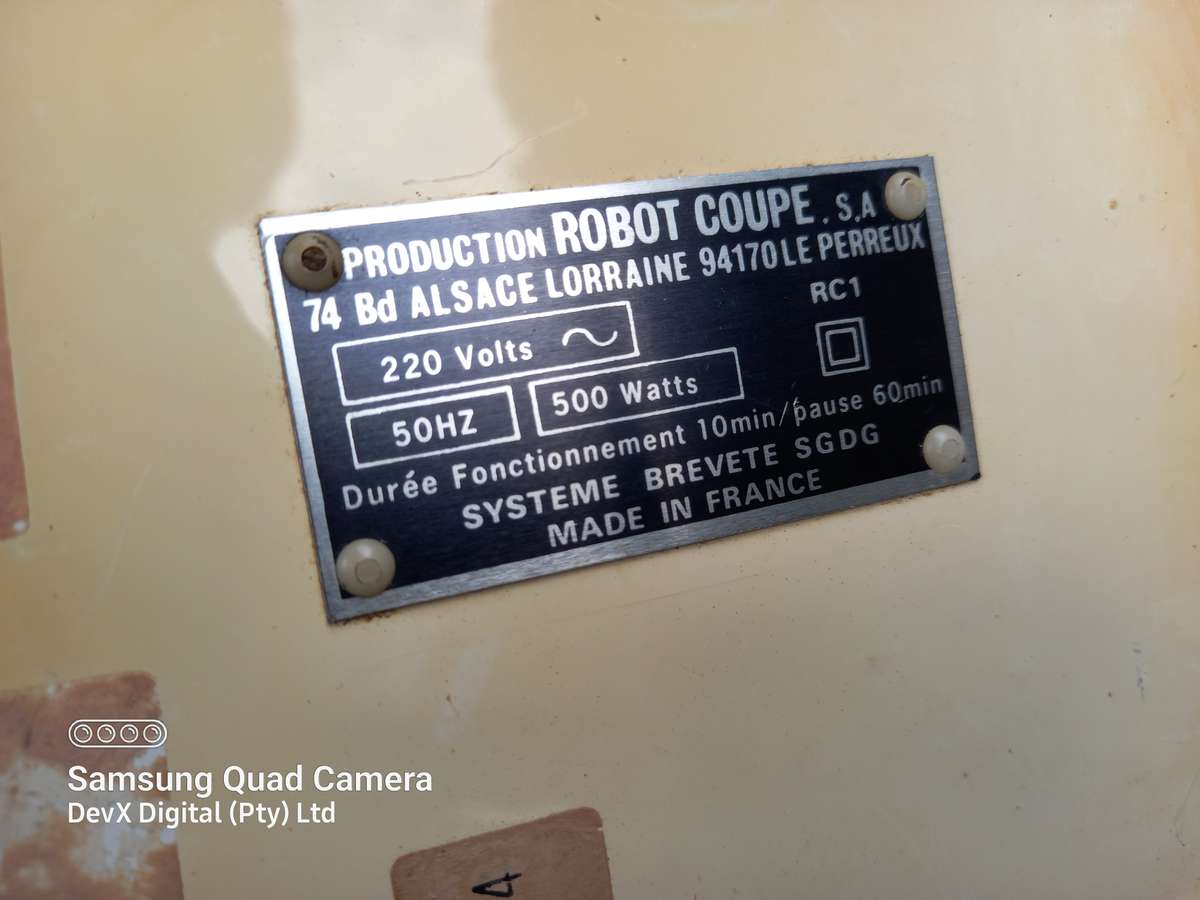 PRODUCTION ROBOT COUPE . S.A
74 Bd ALSACE LORRAINE 94170 LE PERREUX
RC1
220 Volts ~
50HZ
500 Watts
Durée Fonctionnement 10min/pause 60min
SYSTEME BREVETE SGDG
MADE IN FRANCE
Samsung Quad Camera
DevX Digital (Pty) Ltd
4